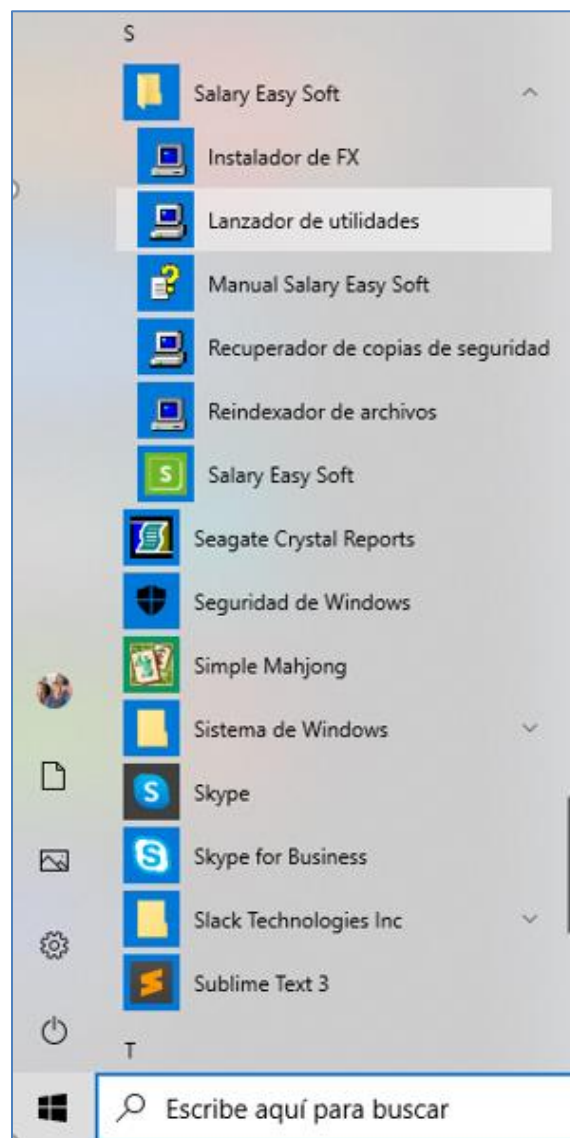 S
Salary Easy Soft
Instalador de FX
Lanzador de utilidades
Manual Salary Easy Soft
Recuperador de copias de seguridad
Reindexador de archivos
Salary Easy Soft
Seagate Crystal Reports
Seguridad de Windows
Simple Mahjong
Sistema de Windows
Skype
Skype for Business
Slack Technologies Inc
Sublime Text 3
T
Escribe aquí para buscar